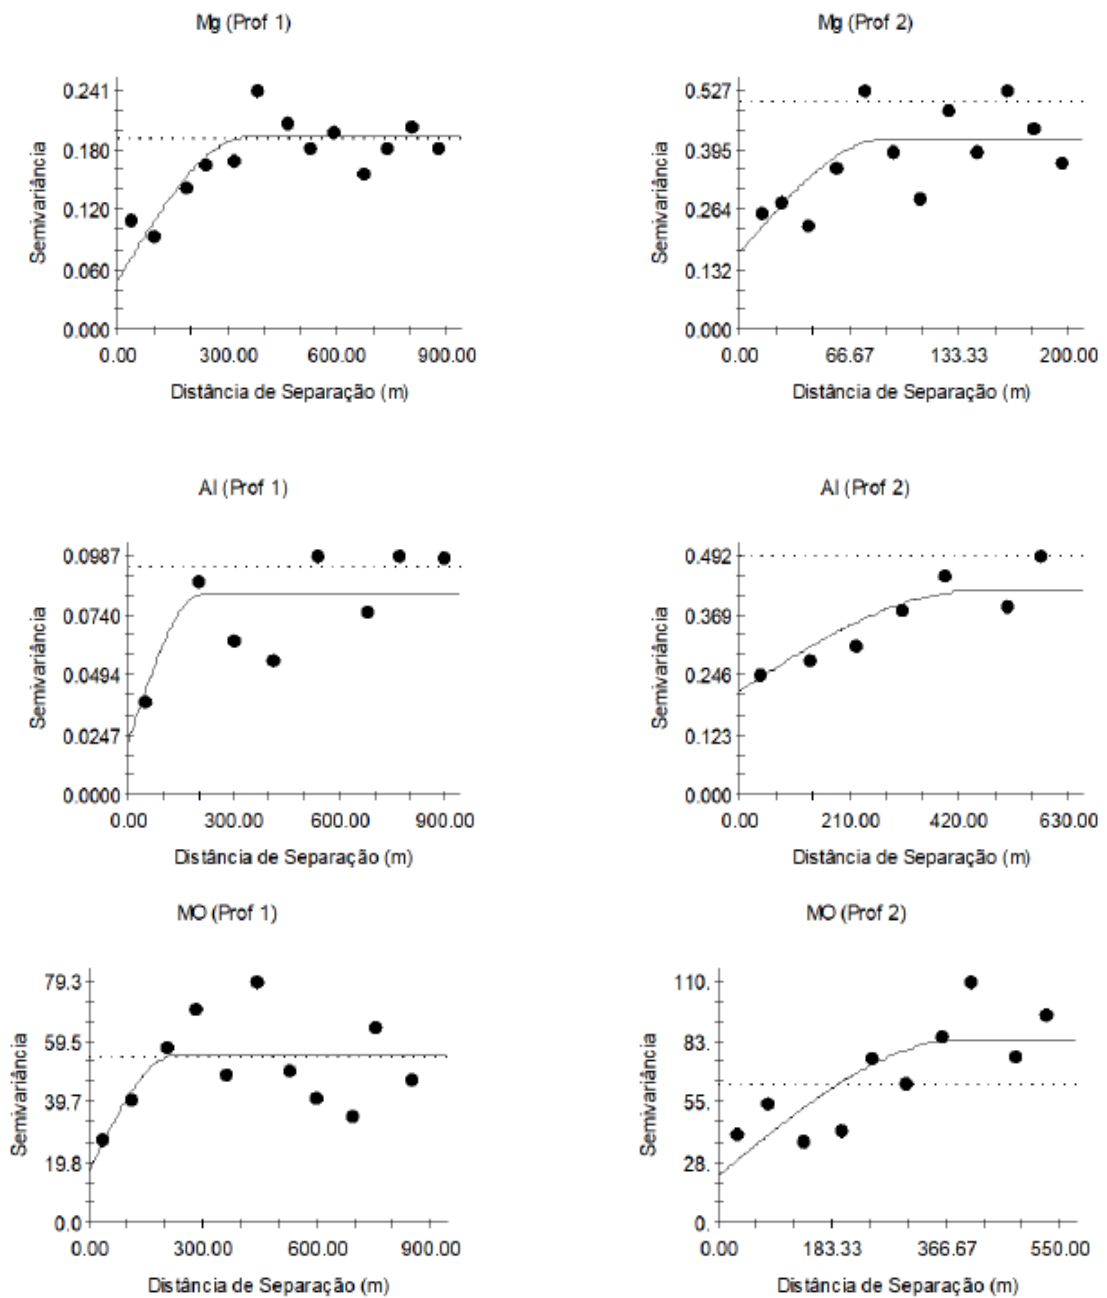 Mg (Prof 1)
Semivariância
0.241
0.180
0.120
0.060
0.000
0.00 300.00 600.00 900.00
Distância de Separação (m)
Mg (Prof 2)
Semivariância
0.527
0.395
0.264
0.132
0.000
0.00 66.67 133.33 200.00
Distância de Separação (m)
Al (Prof 1)
Semivariância
0.0987
0.0740
0.0494
0.0247
0.0000
0.00 300.00 600.00 900.00
Distância de Separação (m)
Al (Prof 2)
Semivariância
0.492
0.369
0.246
0.123
0.000
0.00 210.00 420.00 630.00
Distância de Separação (m)
MO (Prof 1)
Semivariância
79.3
59.5
39.7
19.8
0.0
0.00 300.00 600.00 900.00
Distância de Separação (m)
MO (Prof 2)
Semivariância
110.
83.
55.
28.
0.
0.00 183.33 366.67 550.00
Distância de Separação (m)